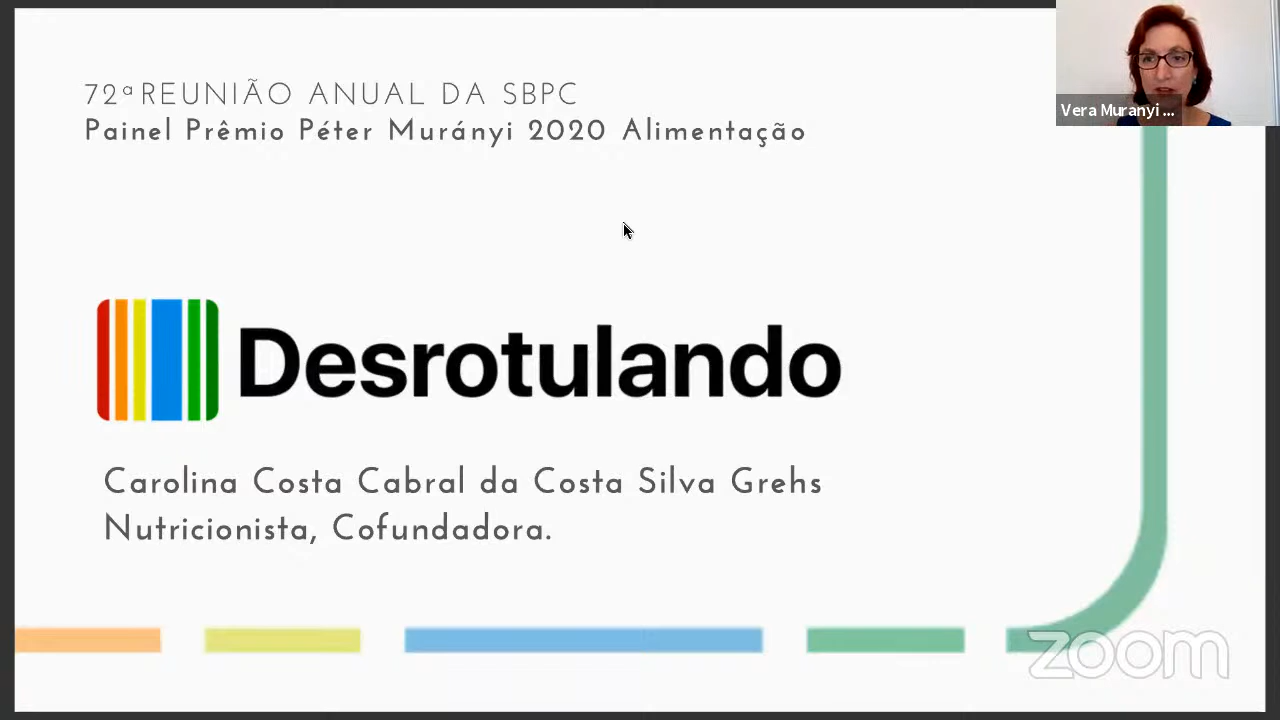 72ª REUNIÃO ANUAL DA SBPC
Painel Prêmio Péter Murányi 2020 Alimentação
Vera Muranyi ...
Desrotulando
Carolina Costa Cabral da Costa Silva Grehs
Nutricionista, Cofundadora.
zoom